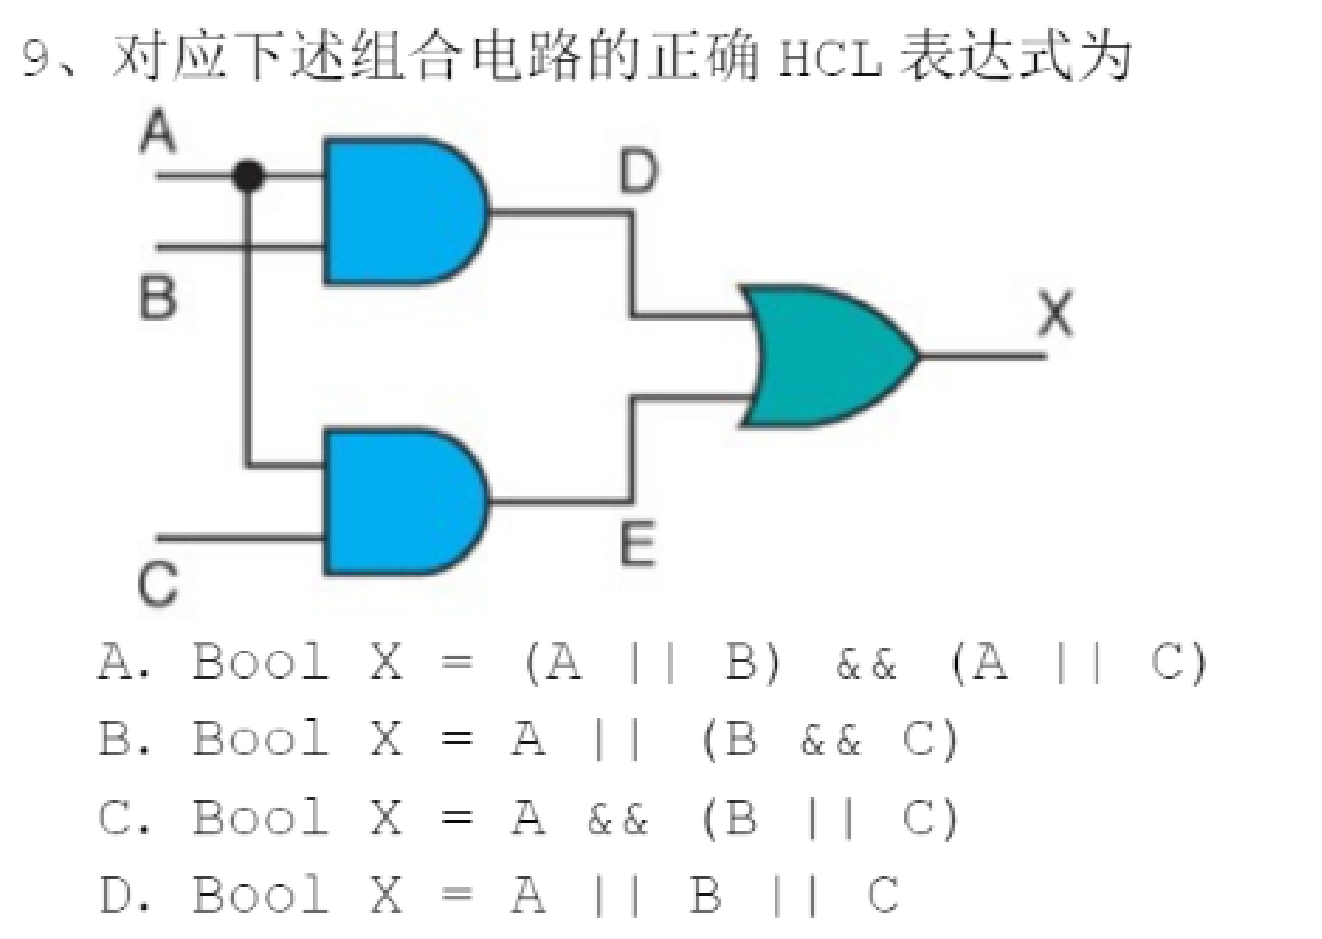 9、对应下述组合电路的正确 HCL 表达式为
A
D
B
X
E
C
A. Bool X = (A || B) && (A || C)
B. Bool X = A || (B && C)
C. Bool X = A && (B || C)
D. Bool X = A || B || C